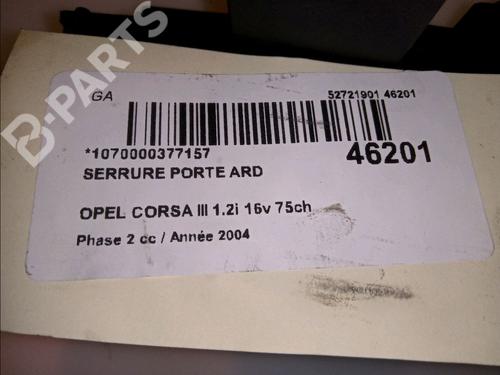 B-PARTS
GA
52721901 46201
*1070000377157
46201
SERRURE PORTE ARD
OPEL CORSA III 1.2i 16v 75ch
Phase 2 cc / Année 2004